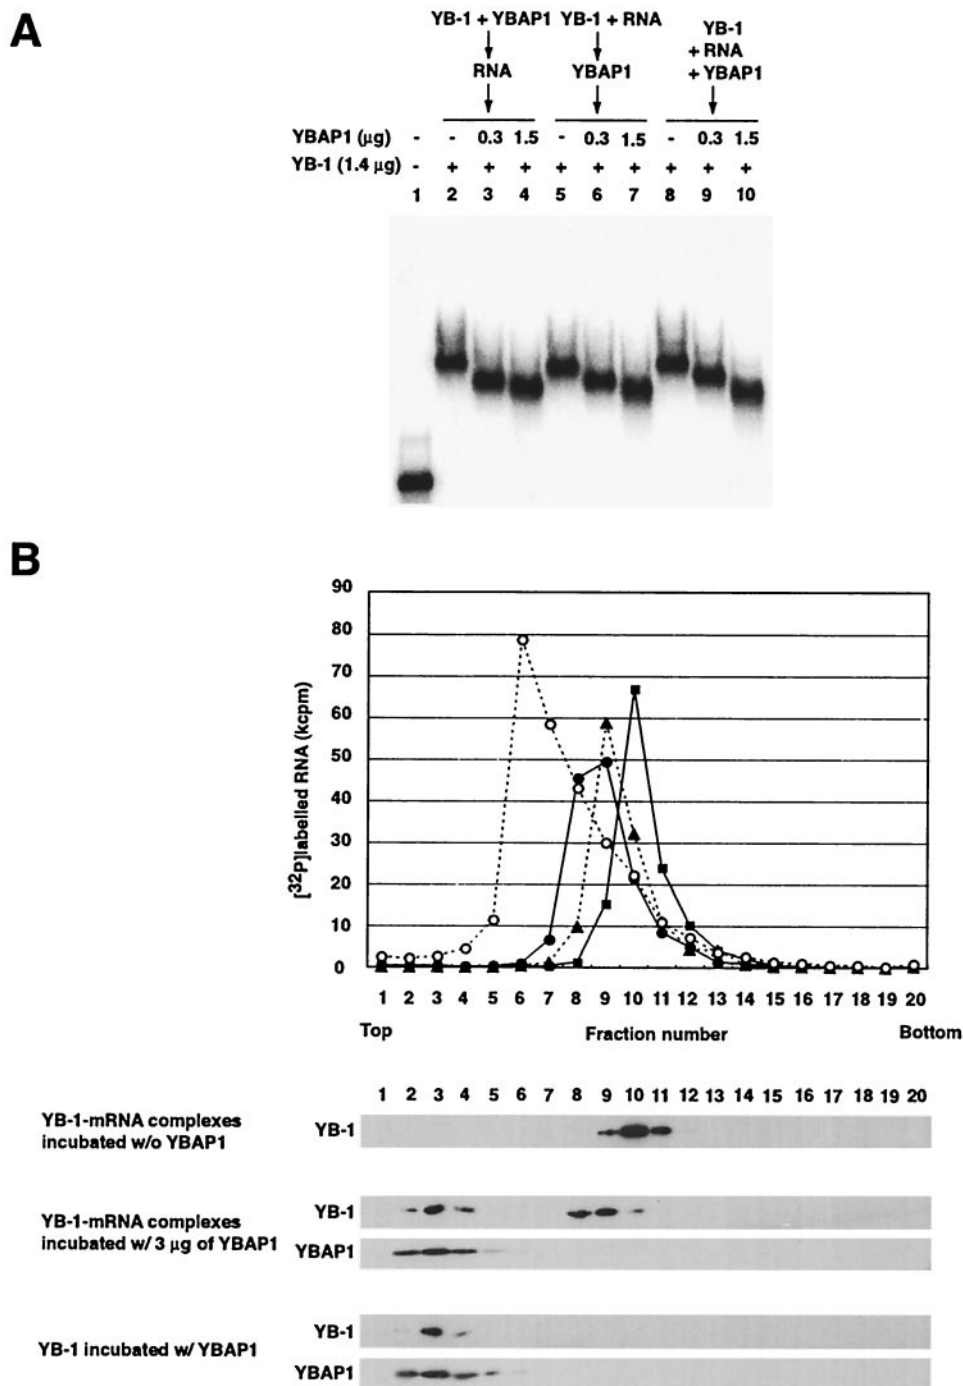 A
YB-1 + YBAP1 YB-1 + RNA YB-1
+ RNA
RNA YBAP1 + YBAP1
YBAP1 (µg) - - 0.3 1.5 - 0.3 1.5 - 0.3 1.5
YB-1 (1.4 µg) - + + + + + + + + +
1 2 3 4 5 6 7 8 9 10
B
90
80
70
60
50
40
30
20
10
0
[32P]labelled RNA (kcpm)
1 2 3 4 5 6 7 8 9 10 11 12 13 14 15 16 17 18 19 20
Top Fraction number Bottom
1 2 3 4 5 6 7 8 9 10 11 12 13 14 15 16 17 18 19 20
YB-1-mRNA complexes
incubated w/o YBAP1
YB-1
YB-1-mRNA complexes
incubated w/ 3 µg of YBAP1
YB-1
YBAP1
YB-1 incubated w/ YBAP1
YB-1
YBAP1